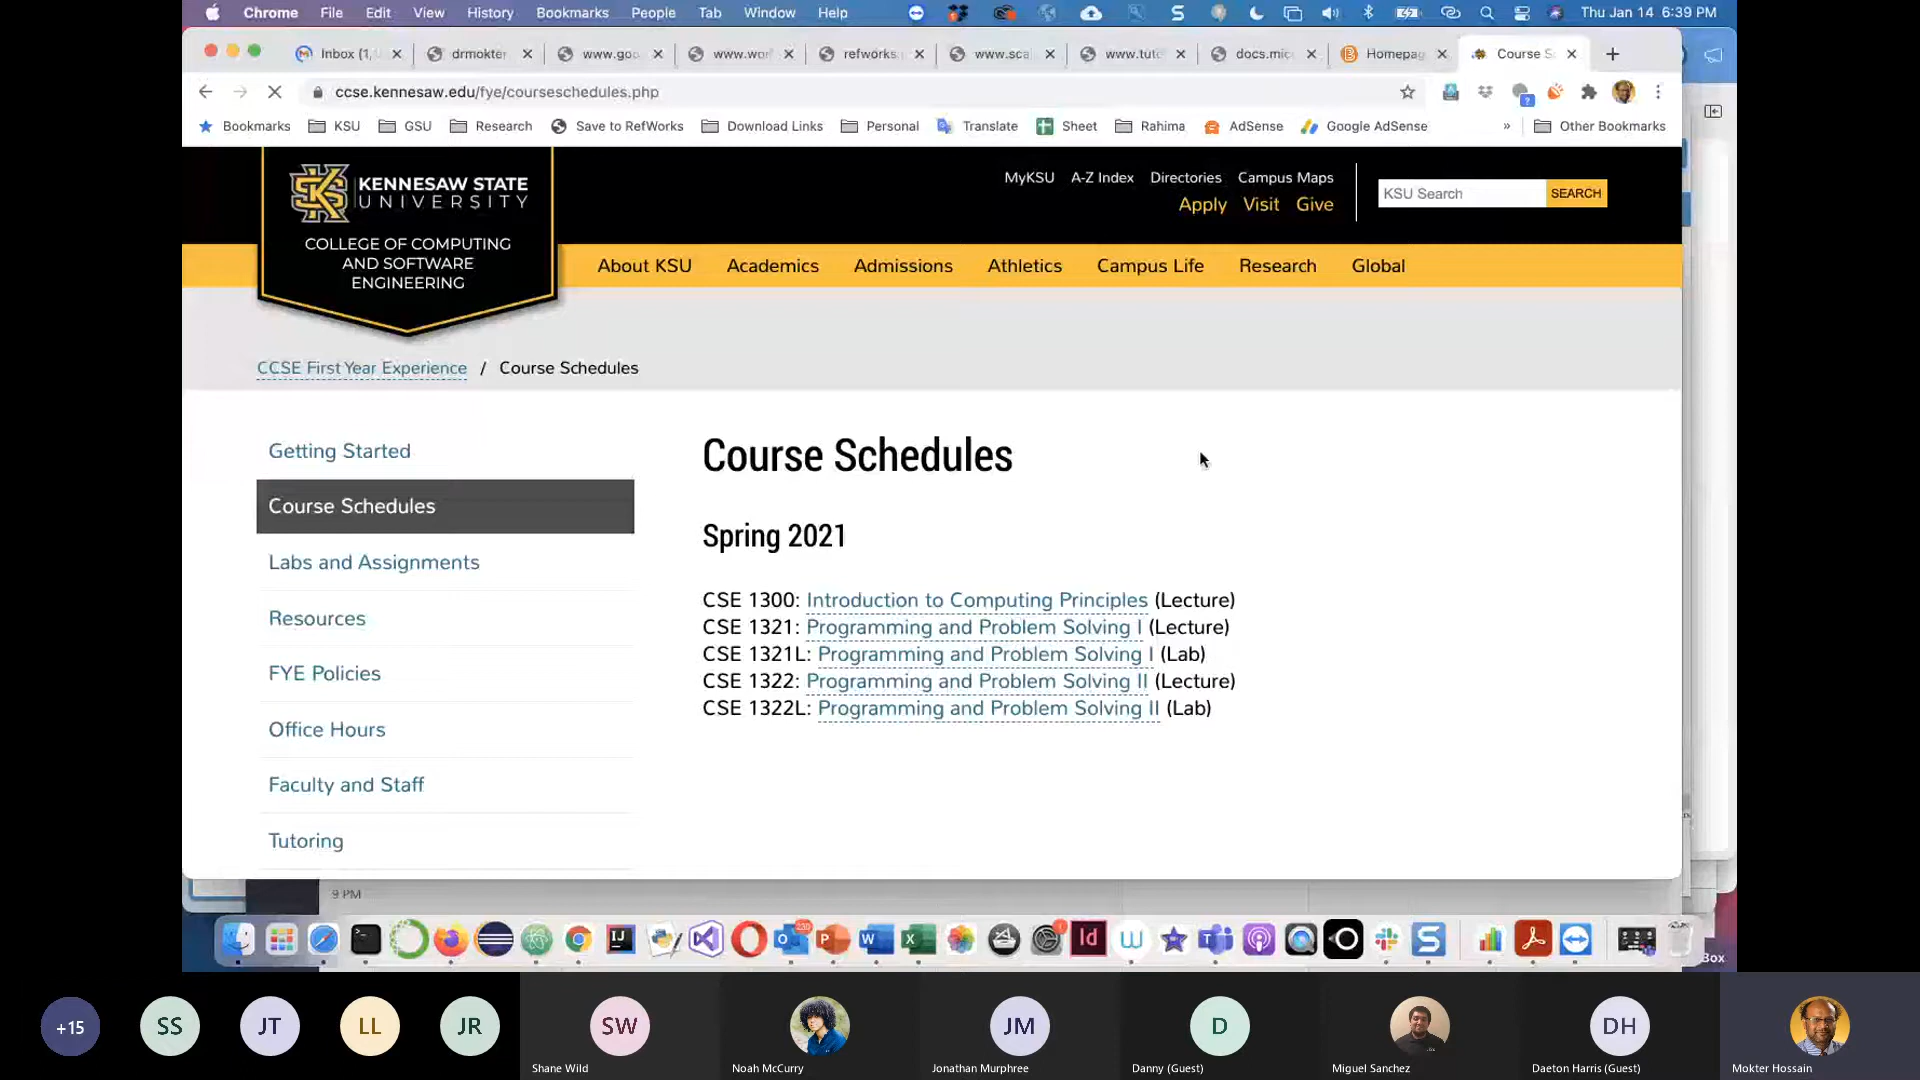 Chrome File Edit View History Bookmarks People Tab Window Help Thu Jan 14 6:39 PM
Inbox (1, drmokter www.goo www.wor refworks. www.sca www.tuto docs.mic Homepag Course S
ccse.kennesaw.edu/fye/courseschedules.php
Bookmarks KSU GSU Research Save to RefWorks Download Links Personal Translate Sheet Rahima AdSense Google AdSense » Other Bookmarks
KENNESAW STATE
UNIVERSITY
COLLEGE OF COMPUTING
AND SOFTWARE
ENGINEERING
MyKSU A-Z Index Directories Campus Maps
Apply Visit Give
KSU Search SEARCH
About KSU Academics Admissions Athletics Campus Life Research Global
CCSE First Year Experience / Course Schedules
Getting Started
Course Schedules
Labs and Assignments
Resources
FYE Policies
Office Hours
Faculty and Staff
Tutoring
Course Schedules
Spring 2021
CSE 1300: Introduction to Computing Principles (Lecture)
CSE 1321: Programming and Problem Solving I (Lecture)
CSE 1321L: Programming and Problem Solving I (Lab)
CSE 1322: Programming and Problem Solving II (Lecture)
CSE 1322L: Programming and Problem Solving II (Lab)
9 PM
Box
+15 SS JT LL JR SW JM D DH
Shane Wild Noah McCurry Jonathan Murphree Danny (Guest) Miguel Sanchez Daeton Harris (Guest) Mokter Hossain